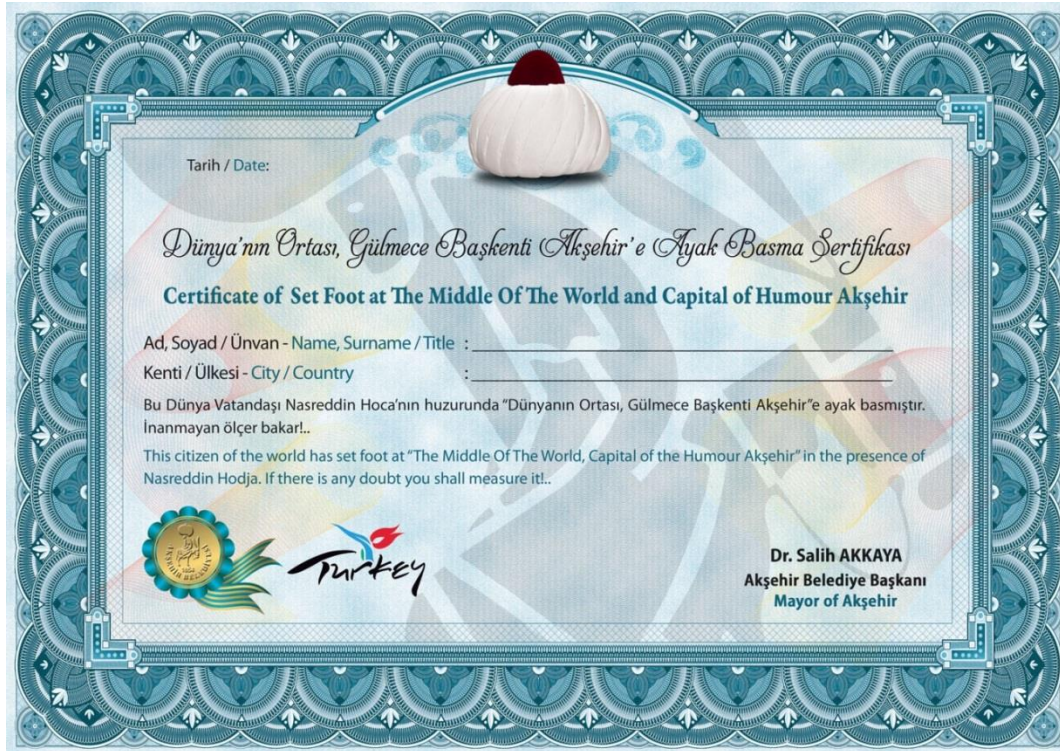 Tarih / Date:
Dünya'nın Ortası, Gülmece Başkenti Akşehir'e Ayak Basma Sertifikası
Certificate of Set Foot at The Middle Of The World and Capital of Humour Akşehir
Ad, Soyad / Ünvan - Name, Surname / Title :
Kenti / Ülkesi - City / Country :
Bu Dünya Vatandaşı Nasreddin Hoca'nın huzurunda "Dünyanın Ortası, Gülmece Başkenti Akşehir"e ayak basmıştır.
İnanmayan ölçer bakar!..
This citizen of the world has set foot at "The Middle Of The World, Capital of the Humour Akşehir" in the presence of
Nasreddin Hodja. If there is any doubt you shall measure it!..
AKŞEHİR BELEDİYESİ
1854
Turkey
Dr. Salih AKKAYA
Akşehir Belediye Başkanı
Mayor of Akşehir